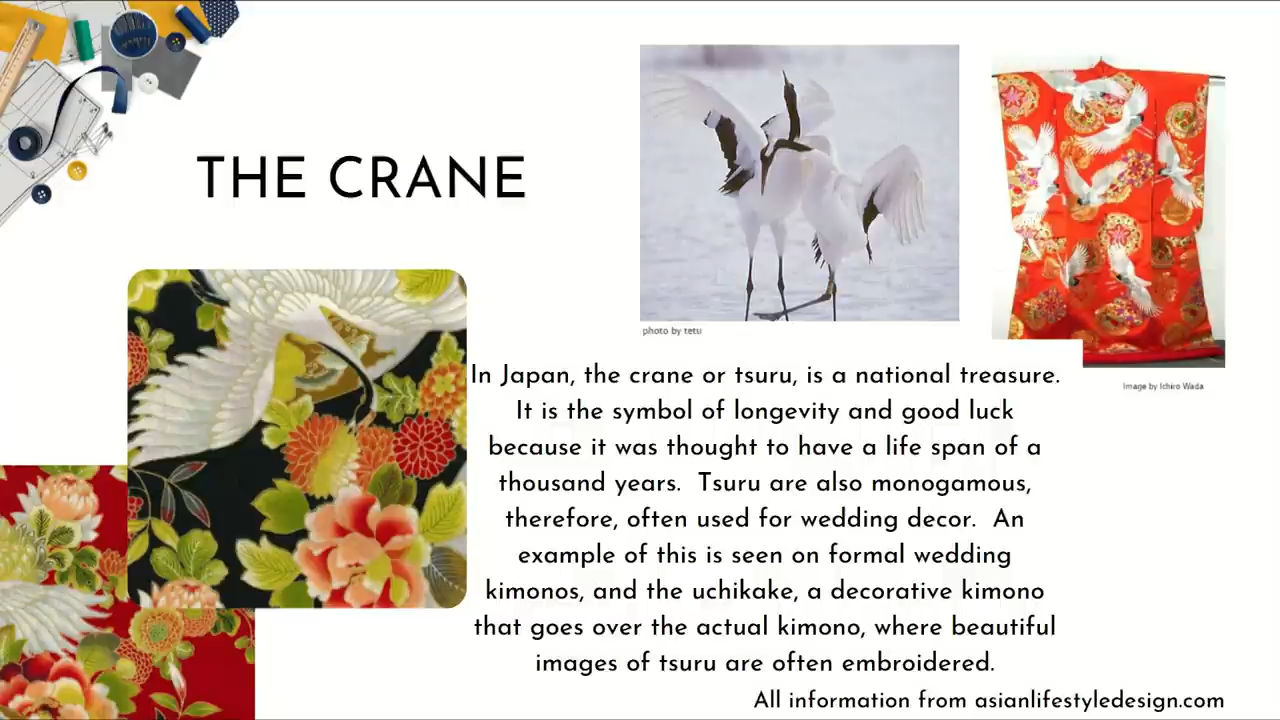 THE CRANE
photo by tetu
Image by Ichiro Wada
In Japan, the crane or tsuru, is a national treasure.
It is the symbol of longevity and good luck
because it was thought to have a life span of a
thousand years.  Tsuru are also monogamous,
therefore, often used for wedding decor.  An
example of this is seen on formal wedding
kimonos, and the uchikake, a decorative kimono
that goes over the actual kimono, where beautiful
images of tsuru are often embroidered.
All information from asianlifestyledesign.com